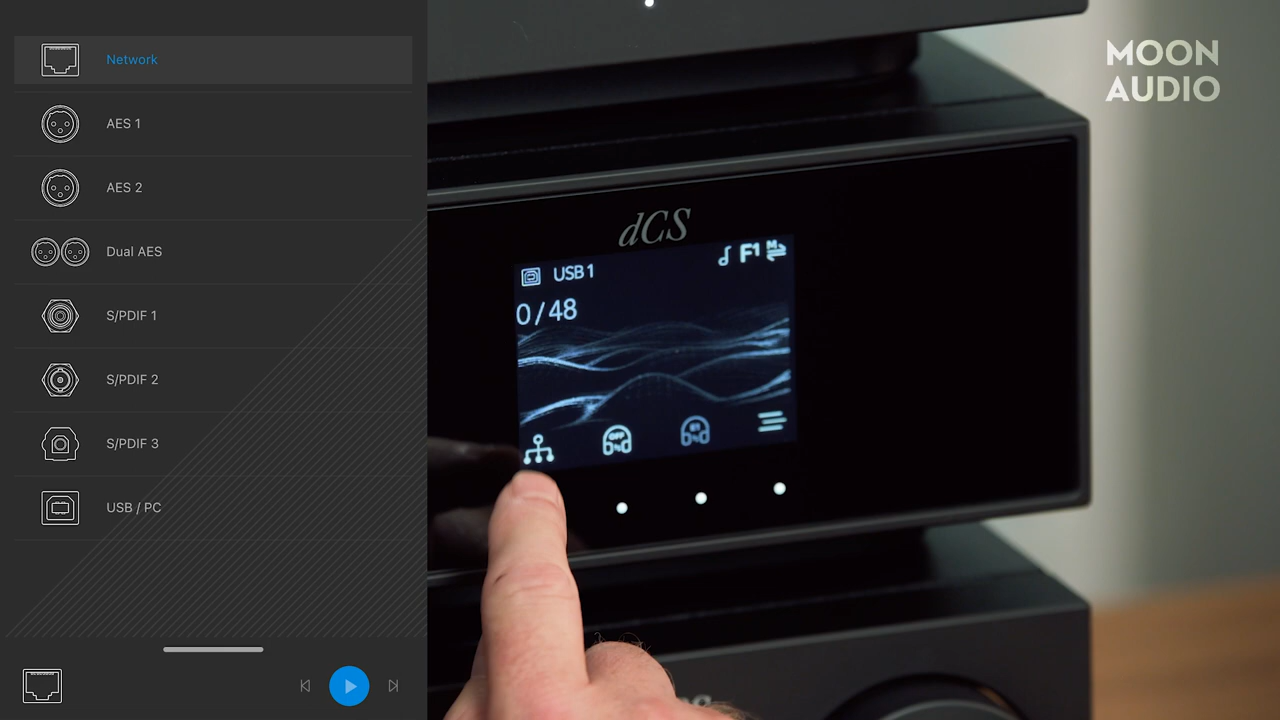 Network
AES 1
AES 2
Dual AES
S/PDIF 1
S/PDIF 2
S/PDIF 3
USB / PC
MOON
AUDIO
dCS
USB 1
F1
M
0/48
OFF